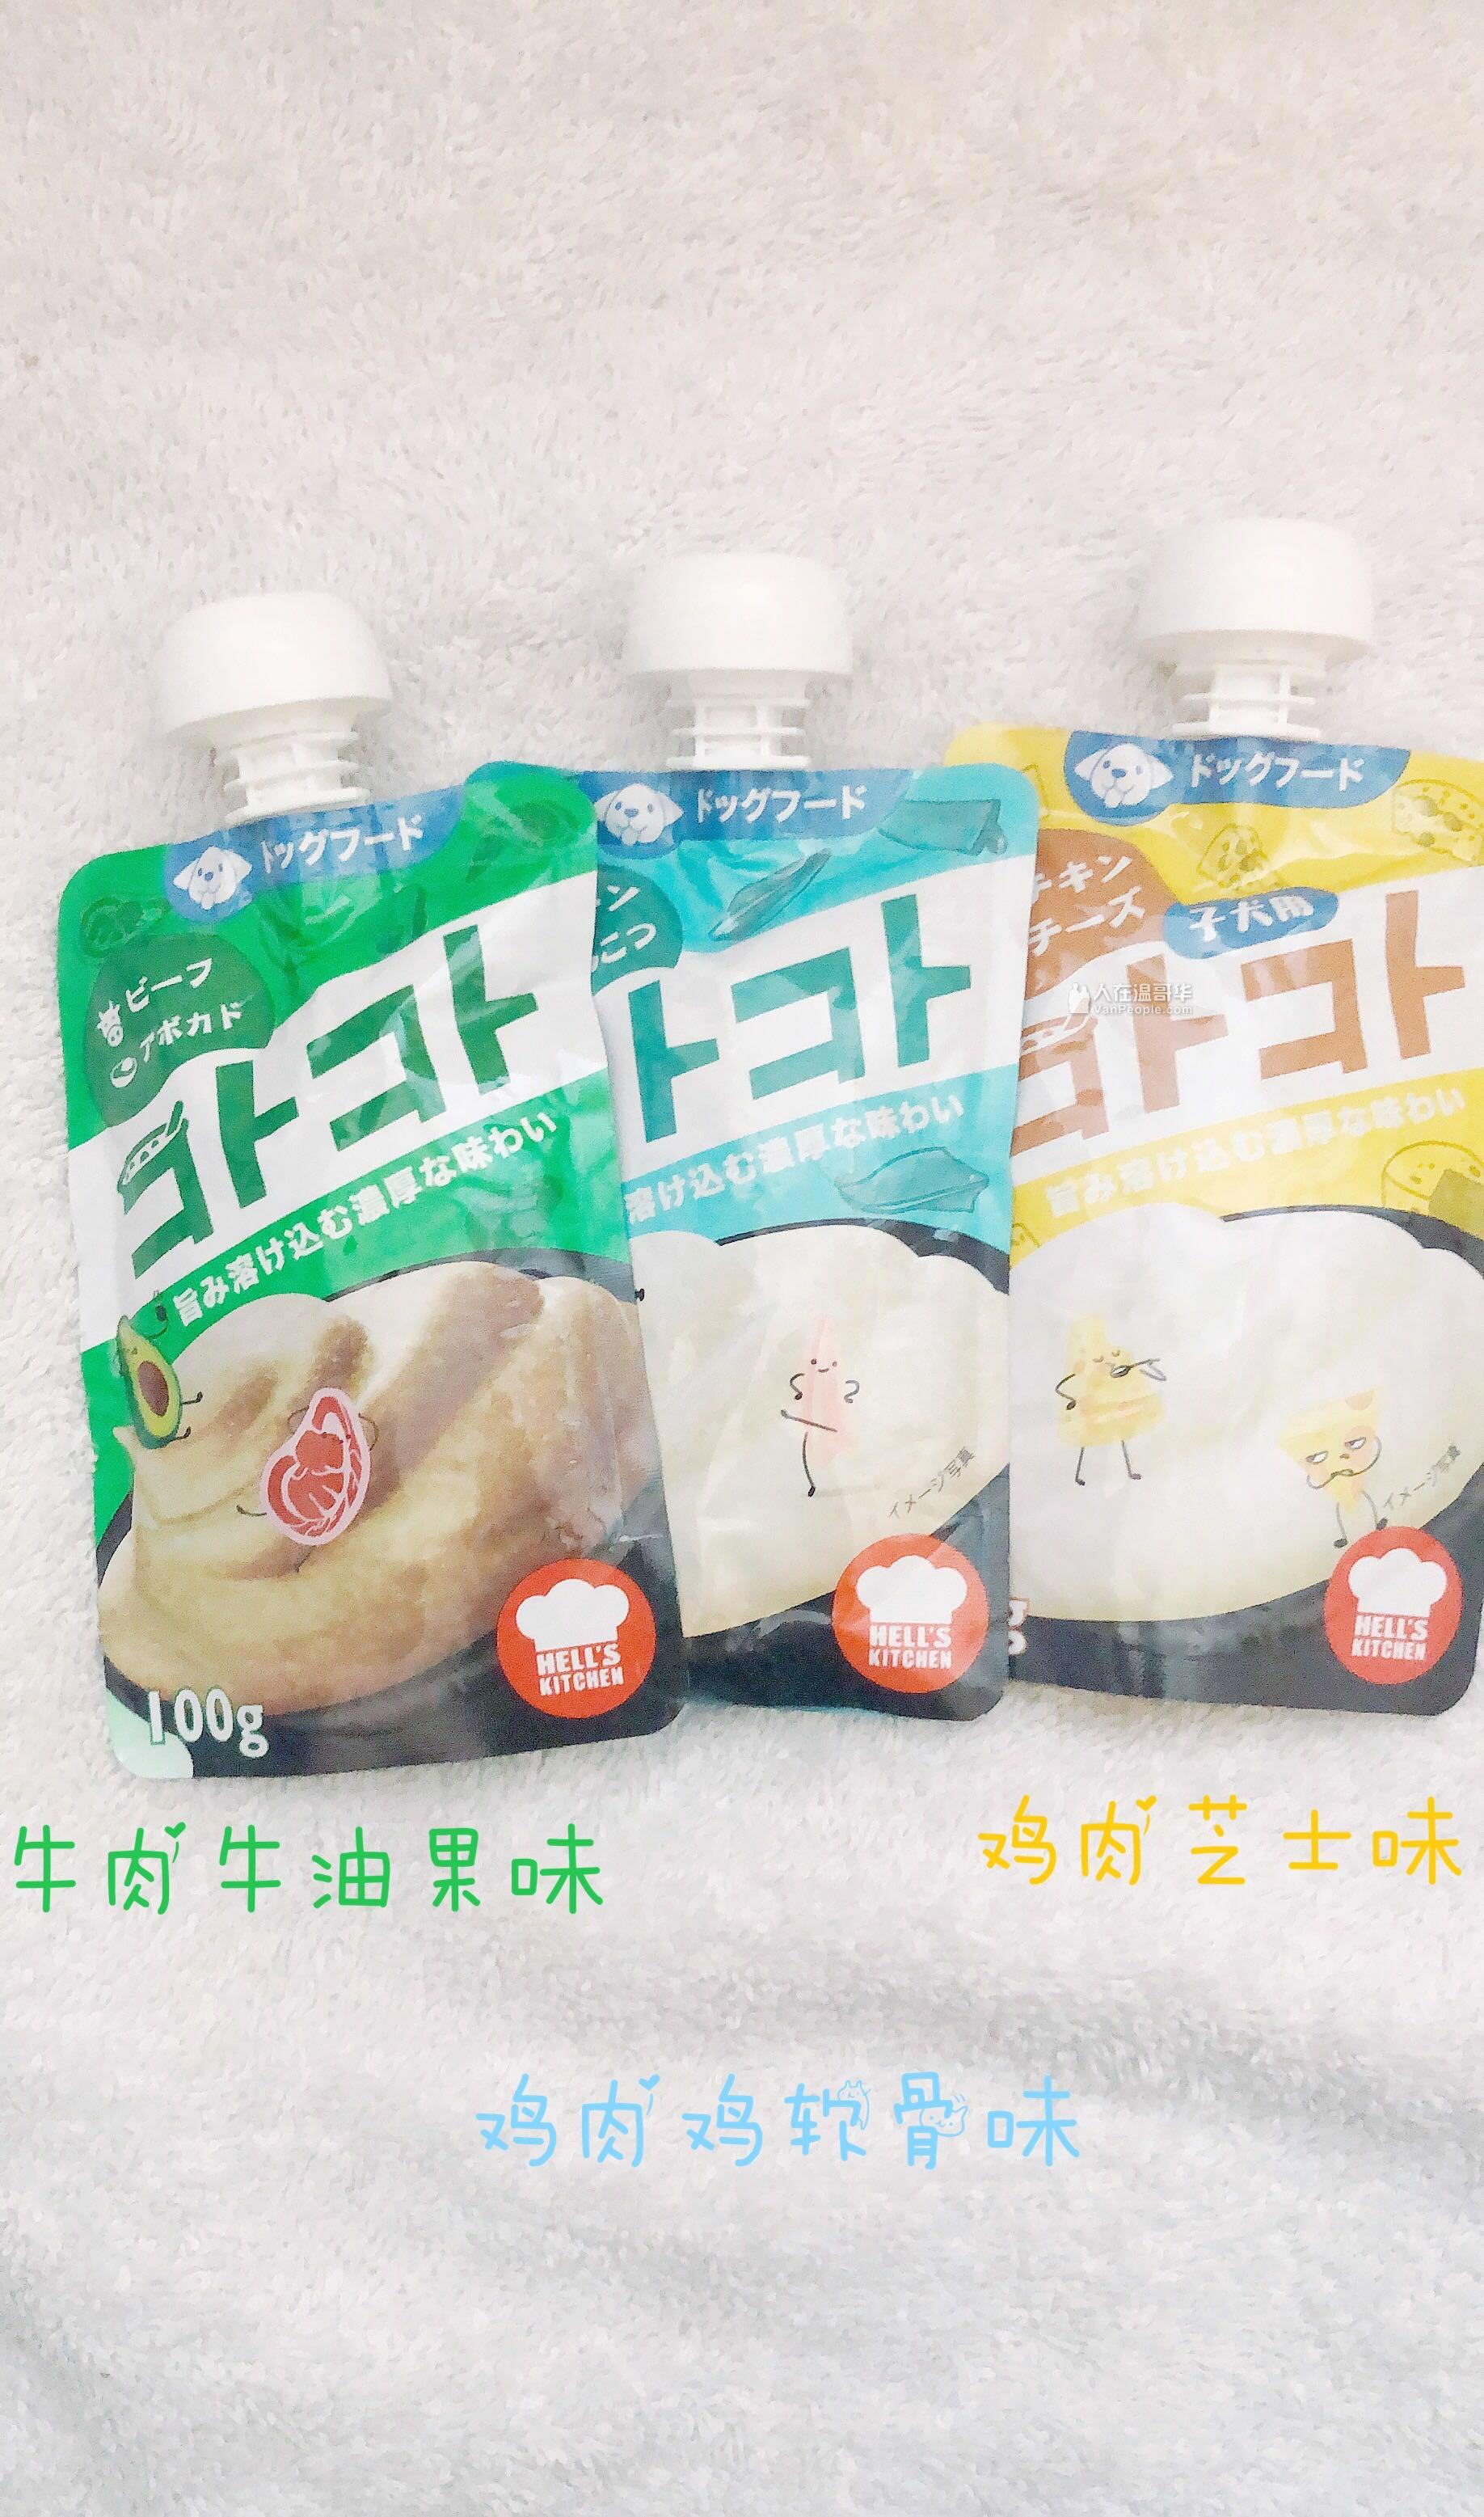 ドッグフード
ビーフ
アボカド
コトコト
旨み溶け込む濃厚な味わい
100g
HELL'S
KITCHEN
ドッグフード
ン
こつ
トコト
溶け込む濃厚な味わい
イメージ写真
HELL'S
KITCHEN
ドッグフード
チキン
チーズ
子犬用
コトコト
人在温哥华
VanPeople.com
旨み溶け込む濃厚な味わい
イメージ写真
g
HELL'S
KITCHEN
牛肉牛油果味
鸡肉芝士味
鸡肉鸡软骨味